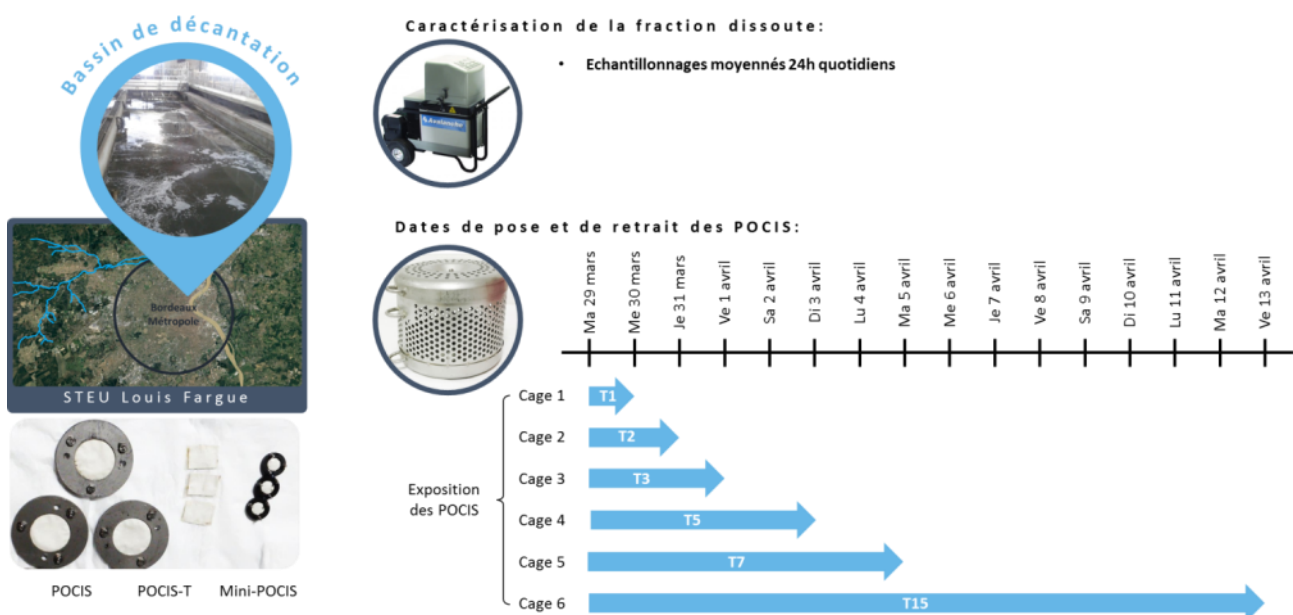 Bassin de décantation
Bordeaux
Métropole
STEU Louis Fargue
POCIS
POCIS-T
Mini-POCIS
Caractérisation de la fraction dissoute:
• Echantillonnages moyennés 24h quotidiens
Avalanche
Dates de pose et de retrait des POCIS:
Ma 29 mars
Me 30 mars
Je 31 mars
Ve 1 avril
Sa 2 avril
Di 3 avril
Lu 4 avril
Ma 5 avril
Me 6 avril
Je 7 avril
Ve 8 avril
Sa 9 avril
Di 10 avril
Lu 11 avril
Ma 12 avril
Ve 13 avril
Exposition
des POCIS
Cage 1
T1
Cage 2
T2
Cage 3
T3
Cage 4
T5
Cage 5
T7
Cage 6
T15